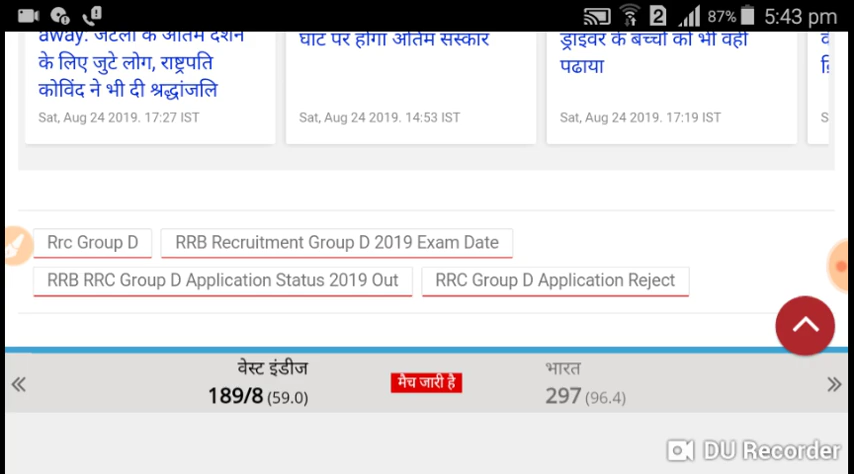 87% 5:43 pm
away: जेटली के अंतिम दर्शन
के लिए जुटे लोग, राष्ट्रपति
कोविंद ने भी दी श्रद्धांजलि
Sat, Aug 24 2019. 17:27 IST
घाट पर होगा अंतिम संस्कार
Sat, Aug 24 2019. 14:53 IST
ड्राइवर के बच्चों को भी वहीं
पढाया
Sat, Aug 24 2019. 17:19 IST
S
Rrc Group D
RRB Recruitment Group D 2019 Exam Date
RRB RRC Group D Application Status 2019 Out
RRC Group D Application Reject
वेस्ट इंडीज
189/8 (59.0)
मैच जारी है
भारत
297 (96.4)
DU Recorder